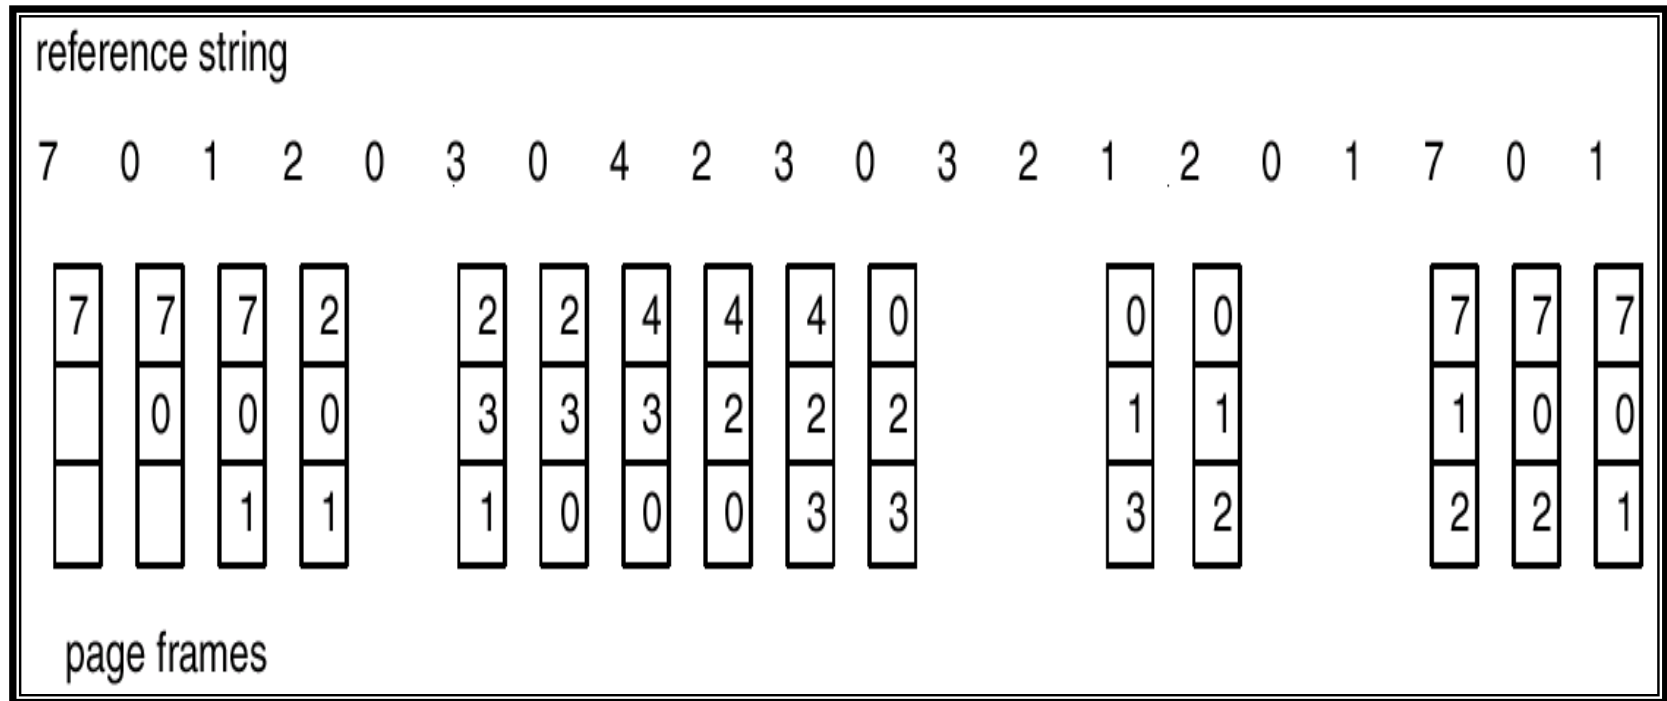 reference string
7 0 1 2 0 3 0 4 2 3 0 3 2 1 2 0 1 7 0 1
7 7 7 2 2 2 4 4 4 0 0 0 7 7 7
0 0 0 3 3 3 2 2 2 1 1 1 0 0
1 1 1 0 0 0 3 3 3 2 2 2 1
page frames